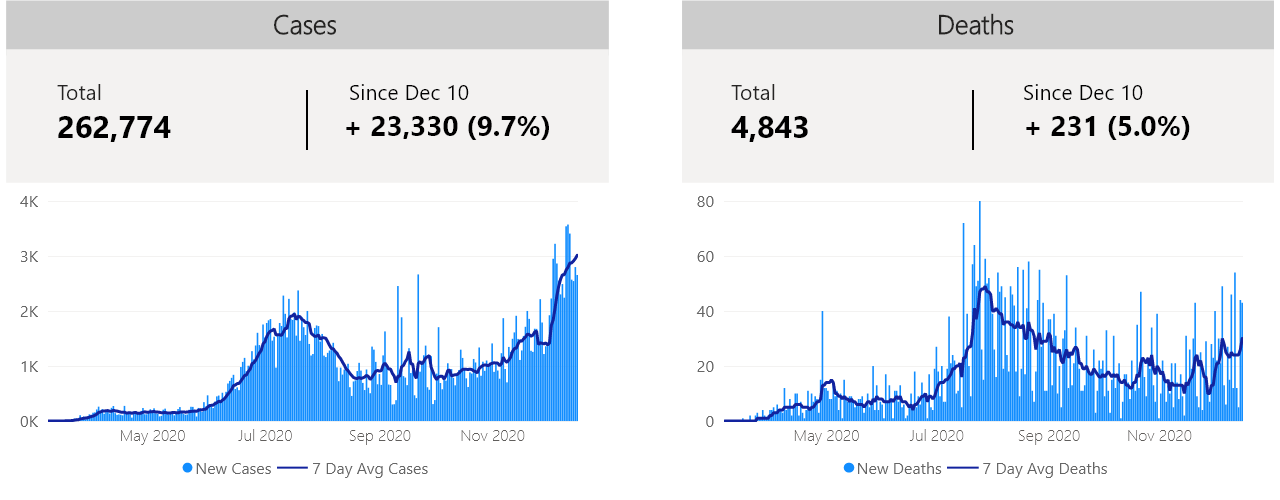 Cases
Total
262,774
Since Dec 10
+ 23,330 (9.7%)
4K
3K
2K
1K
0K
May 2020 Jul 2020 Sep 2020 Nov 2020
New Cases 7 Day Avg Cases
Deaths
Total
4,843
Since Dec 10
+ 231 (5.0%)
80
60
40
20
0
May 2020 Jul 2020 Sep 2020 Nov 2020
New Deaths 7 Day Avg Deaths